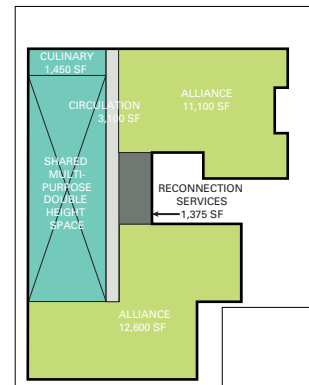 CULINARY
1,450 SF
CIRCULATION
3,100 SF
ALLIANCE
11,100 SF
SHARED
MULTI-
PURPOSE
DOUBLE
HEIGHT
SPACE
RECONNECTION
SERVICES
1,375 SF
ALLIANCE
12,600 SF